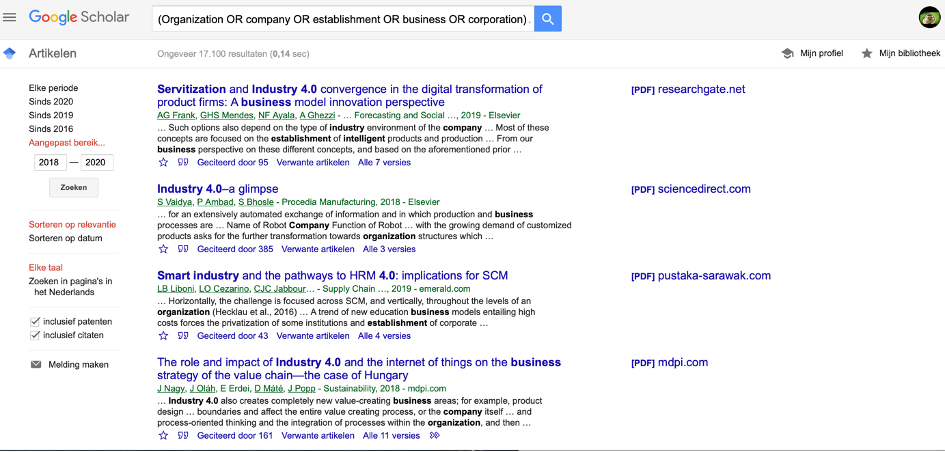 Google Scholar
(Organization OR company OR establishment OR business OR corporation)
Artikelen
Ongeveer 17.100 resultaten (0,14 sec)
Mijn profiel
Mijn bibliotheek
Elke periode
Sinds 2020
Sinds 2019
Sinds 2016
Aangepast bereik...
2018 — 2020
Zoeken
Sorteren op relevantie
Sorteren op datum
Elke taal
Zoeken in pagina's in
het Nederlands
inclusief patenten
inclusief citaten
Melding maken
Servitization and Industry 4.0 convergence in the digital transformation of
product firms: A business model innovation perspective
AG Frank, GHS Mendes, NF Ayala, A Ghezzi - … Forecasting and Social …, 2019 - Elsevier
… Such options also depend on the type of industry environment of the company … Most of these
concepts are focused on the establishment of intelligent products and production … From our
business perspective on these different concepts, and based on the aforementioned prior …
Geciteerd door 95 Verwante artikelen Alle 7 versies
[PDF] researchgate.net
Industry 4.0–a glimpse
S Vaidya, P Ambad, S Bhosle - Procedia Manufacturing, 2018 - Elsevier
… for an extensively automated exchange of information and in which production and business
processes are … Name of Robot Company Function of Robot … with the growing demand of customized
products asks for the further transformation towards organization structures which …
Geciteerd door 385 Verwante artikelen Alle 3 versies
[PDF] sciencedirect.com
Smart industry and the pathways to HRM 4.0: implications for SCM
LB Liboni, LO Cezarino, CJC Jabbour… - Supply Chain …, 2019 - emerald.com
… Horizontally, the challenge is focused across SCM, and vertically, throughout the levels of an
organization (Hecklau et al., 2016) … A trend of new education business models entailing high
costs forces the privatization of some institutions and establishment of corporate …
Geciteerd door 43 Verwante artikelen Alle 4 versies
[PDF] pustaka-sarawak.com
The role and impact of Industry 4.0 and the internet of things on the business
strategy of the value chain—the case of Hungary
J Nagy, J Oláh, E Erdei, D Máté, J Popp - Sustainability, 2018 - mdpi.com
… Industry 4.0 also creates completely new value-creating business areas; for example, product
design … boundaries and affect the entire value creating process, or the company itself … and
process-oriented thinking and the integration of processes within the organization, and then …
Geciteerd door 161 Verwante artikelen Alle 11 versies
[PDF] mdpi.com